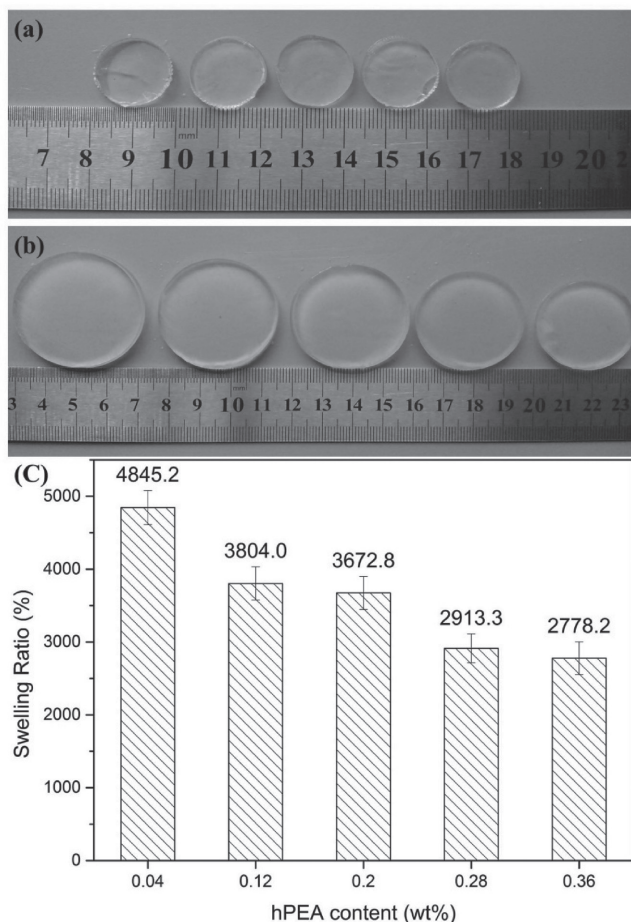 (a)
mm
7 8 9 10 11 12 13 14 15 16 17 18 19 20 2
(b)
mm
3 4 5 6 7 8 9 10 11 12 13 14 15 16 17 18 19 20 21 22 23
(C)
4845.2
3804.0
3672.8
2913.3
2778.2
5000
4000
3000
2000
1000
0
Swelling Ratio (%)
0.04 0.12 0.2 0.28 0.36
hPEA content (wt%)